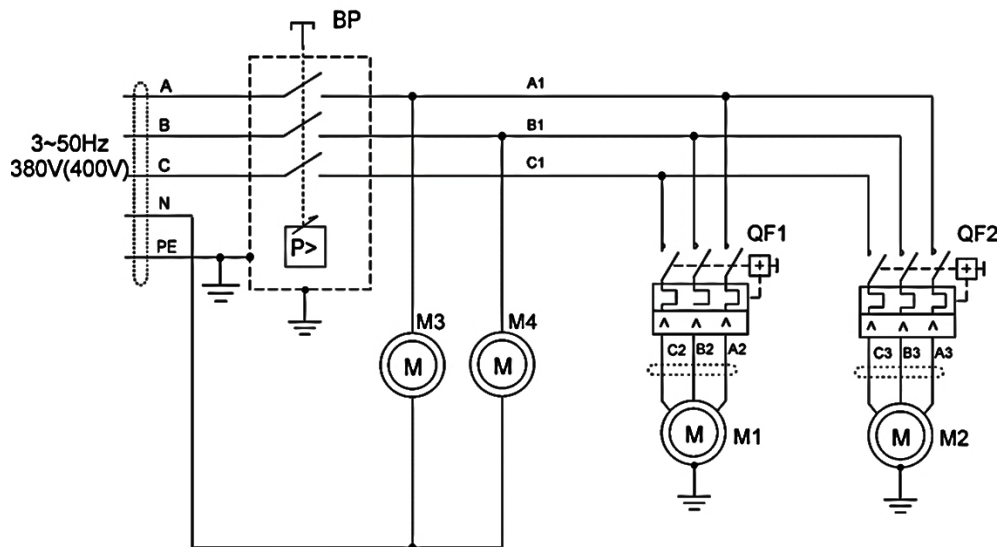 BP
A
A1
B
B1
3~50Hz
380V(400V)
C
C1
N
PE
P>
QF1
QF2
M3
M4
M
M
C2 B2 A2
C3 B3 A3
M
M1
M
M2